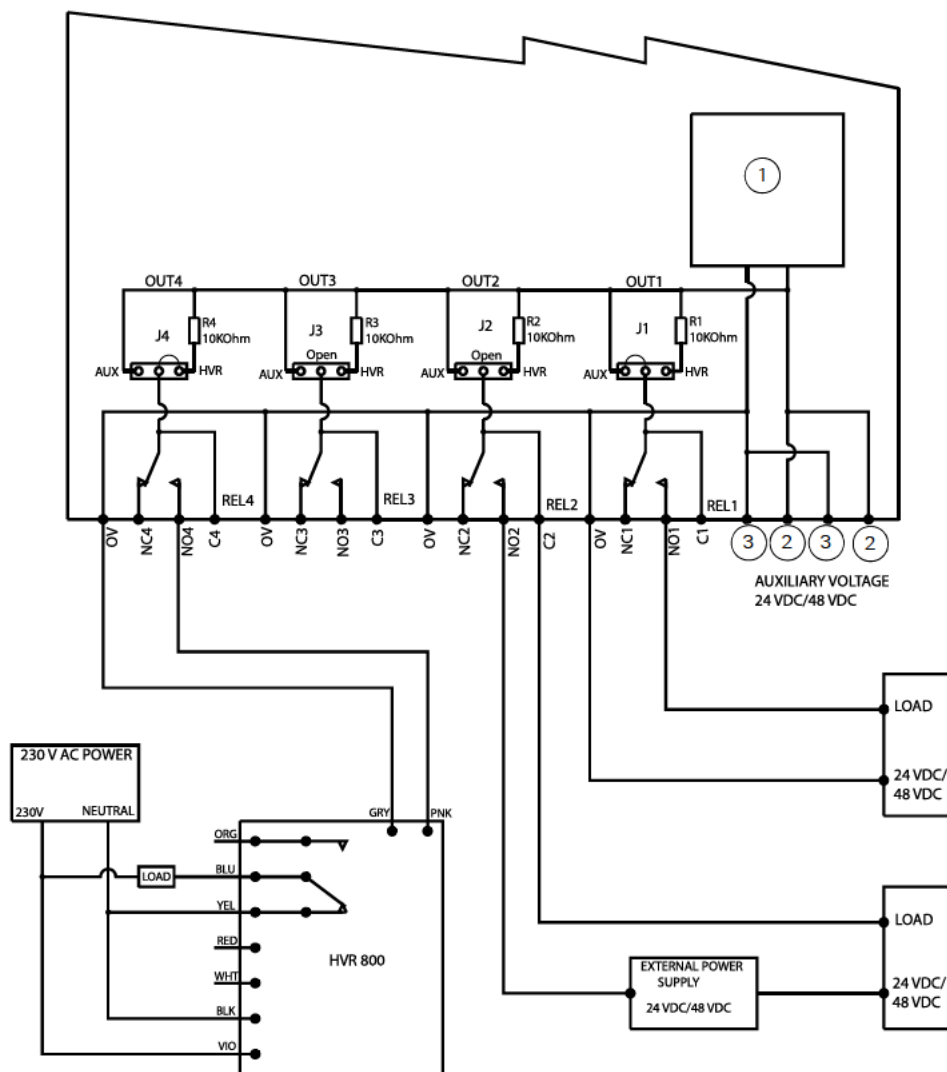 1
OUT4
OUT3
OUT2
OUT1
J4
R4
10KOhm
J3
R3
10KOhm
J2
R2
10KOhm
J1
R1
10KOhm
Open
Open
AUX
HVR
AUX
HVR
AUX
HVR
AUX
HVR
REL4
REL3
REL2
REL1
OV
NC4
NO4
C4
OV
NC3
NO3
C3
OV
NC2
NO2
C2
OV
NC1
NO1
C1
3
2
3
2
AUXILIARY VOLTAGE
24 VDC/48 VDC
LOAD
24 VDC/
48 VDC
230 V AC POWER
230V
NEUTRAL
GRY
PNK
ORG
BLU
LOAD
YEL
RED
WHT
BLK
VIO
HVR 800
LOAD
24 VDC/
48 VDC
EXTERNAL POWER
SUPPLY
24 VDC/48 VDC